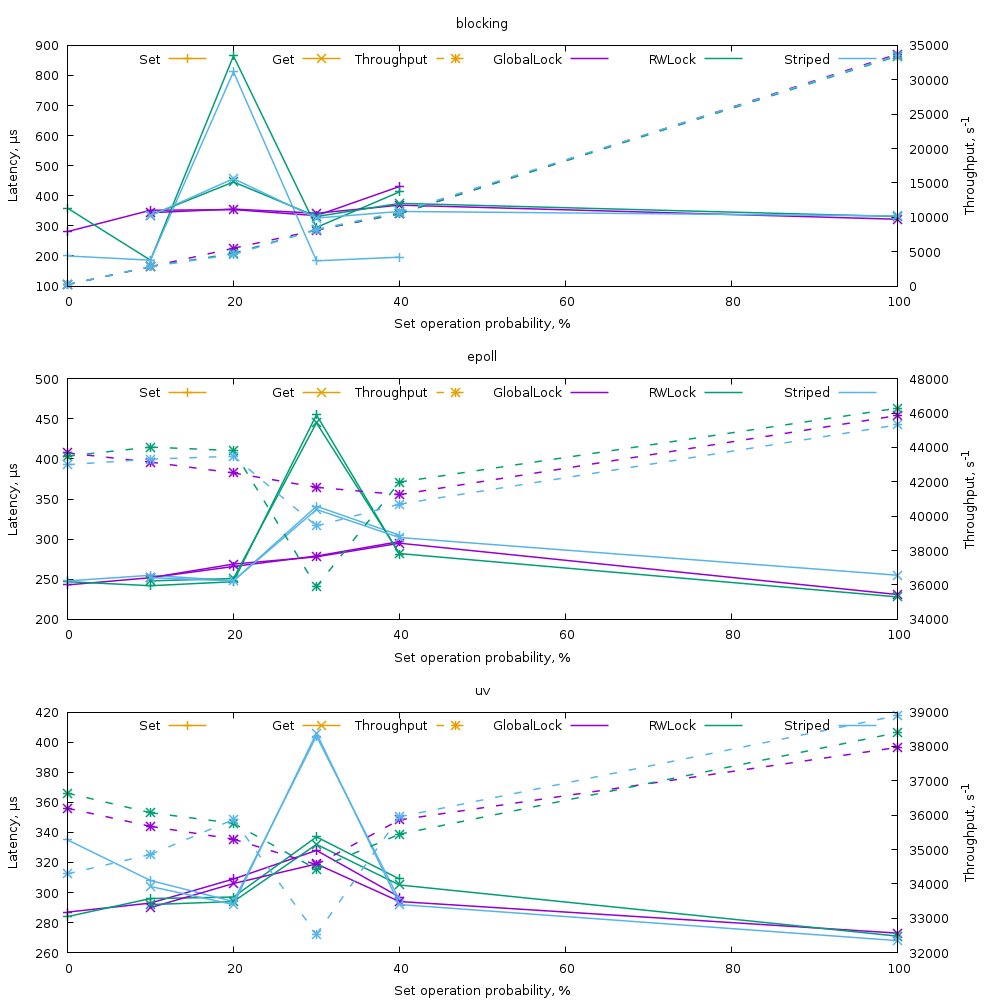 blocking
Set Get Throughput GlobalLock RWLock Striped
900 35000
800 30000
700 25000
600 20000
500 15000
400 10000
300 5000
200 0
100
0 20 40 60 80 100
Latency, µs
Throughput, s-1
Set operation probability, %
epoll
Set Get Throughput GlobalLock RWLock Striped
500 48000
450 46000
400 44000
350 42000
300 40000
250 38000
200 36000
34000
0 20 40 60 80 100
Latency, µs
Throughput, s-1
Set operation probability, %
uv
Set Get Throughput GlobalLock RWLock Striped
420 39000
400 38000
380 37000
360 36000
340 35000
320 34000
300 33000
280 32000
260
0 20 40 60 80 100
Latency, µs
Throughput, s-1
Set operation probability, %